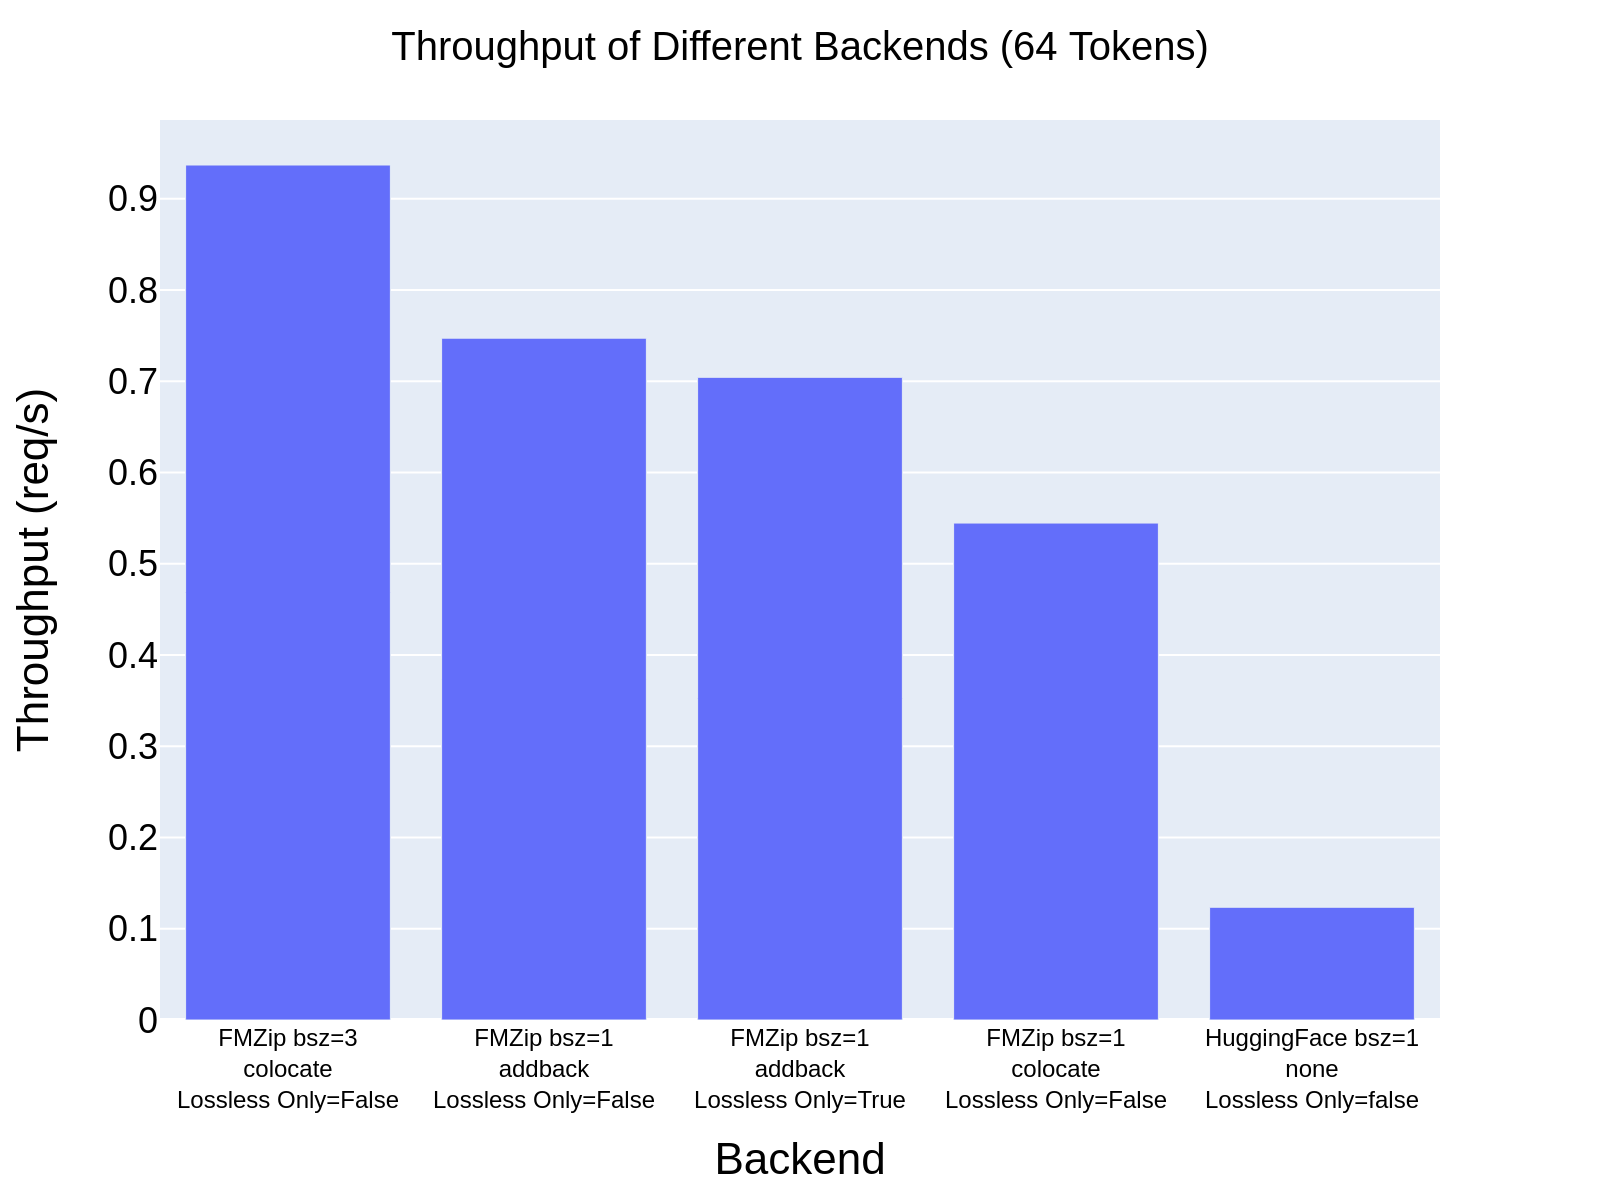 Throughput of Different Backends (64 Tokens)
Throughput (req/s)
0.9
0.8
0.7
0.6
0.5
0.4
0.3
0.2
0.1
0
FMZip bsz=3
colocate
Lossless Only=False
FMZip bsz=1
addback
Lossless Only=False
FMZip bsz=1
addback
Lossless Only=True
FMZip bsz=1
colocate
Lossless Only=False
HuggingFace bsz=1
none
Lossless Only=false
Backend